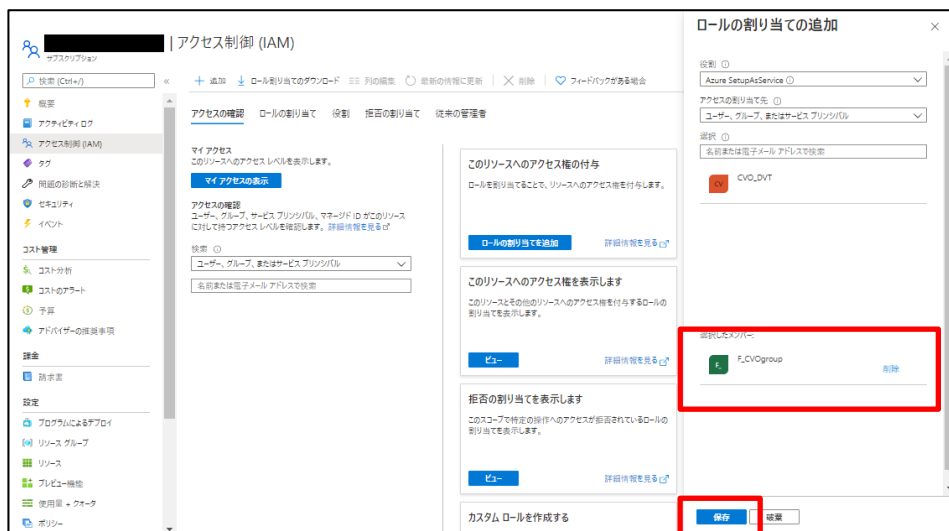 | アクセス制御 (IAM)
サブスクリプション
検索 (Ctrl+/)
«
概要
アクティビティ ログ
アクセス制御 (IAM)
タグ
問題の診断と解決
セキュリティ
イベント
コスト管理
コスト分析
コストのアラート
予算
アドバイザーの推奨事項
課金
請求書
設定
プログラムによるデプロイ
リソース グループ
リソース
プレビュー機能
使用量 + クォータ
ポリシー
追加 ロール割り当てのダウンロード 列の編集 最新の情報に更新 | 削除 | フィードバックがある場合
アクセスの確認 ロールの割り当て 役割 拒否の割り当て 従来の管理者
マイ アクセス
このリソースへのアクセス レベルを表示します。
マイ アクセスの表示
アクセスの確認
ユーザー、グループ、サービス プリンシパル、マネージド ID がこのリソース
に対して持つアクセス レベルを確認します。 詳細情報を見る
検索
ユーザー、グループ、またはサービス プリンシパル
名前または電子メール アドレスで検索
このリソースへのアクセス権の付与
ロールを割り当てることで、リソースへのアクセス権を付与します。
ロールの割り当てを追加 詳細情報を見る
このリソースへのアクセス権を表示します
このリソースとその他のリソースへのアクセス権を付与するロールの
割り当てを表示します。
ビュー 詳細情報を見る
拒否の割り当てを表示します
このスコープで特定の操作へのアクセスが拒否されているロールの
割り当てを表示します。
ビュー 詳細情報を見る
カスタム ロールを作成する
ロールの割り当ての追加
役割
Azure SetupAsService
アクセスの割り当て先
ユーザー、グループ、またはサービス プリンシパル
選択
名前または電子メール アドレスで検索
CV CVO_DVT
選択したメンバー:
F_ F_CVOgroup
削除
保存 破棄